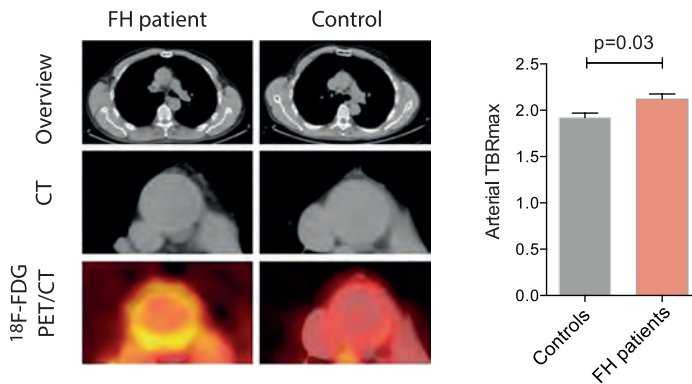 FH patient
Control
Overview
CT
¹⁸F-FDG
PET/CT
p=0.03
Arterial TBRmax
2.5
2.0
1.5
1.0
0.5
0.0
Controls
FH patients